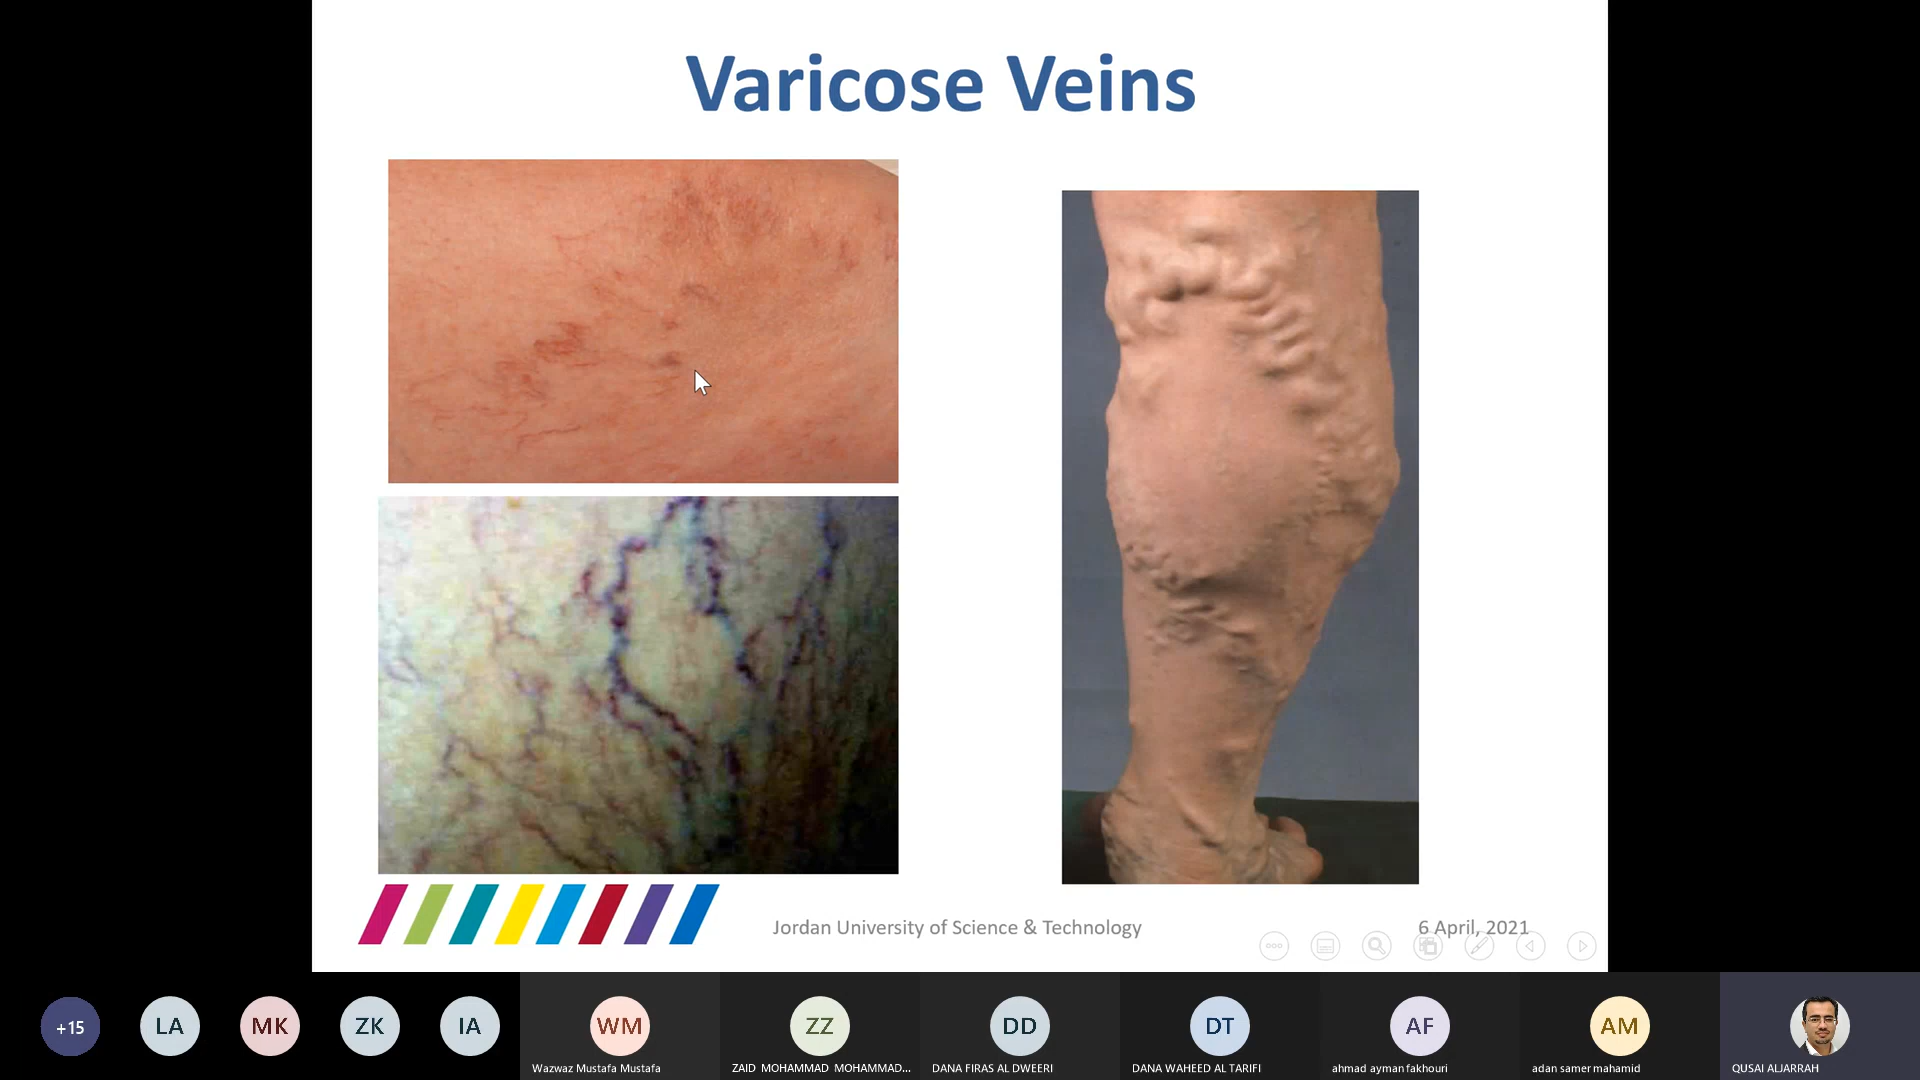 Varicose Veins
Jordan University of Science & Technology
6 April, 2021
+15
LA
MK
ZK
IA
WM
ZZ
DD
DT
AF
AM
Wazwaz Mustafa Mustafa
ZAID MOHAMMAD MOHAMMAD...
DANA FIRAS AL DWEERI
DANA WAHEED AL TARIFI
ahmad ayman fakhouri
adan samer mahamid
QUSAI ALJARRAH